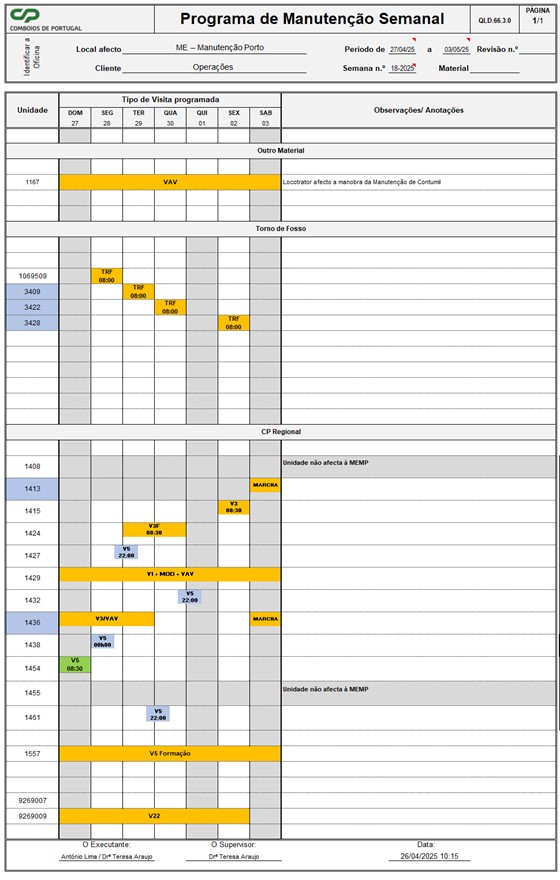 CP
COMBOIOS DE PORTUGAL
Programa de Manutenção Semanal
QLD.66.3.0
PÁGINA
1/1
Identificar a Oficina
Local afecto ME – Manutenção Porto
Periodo de 27/04/25 a 03/05/25 Revisão n.º
Cliente Operações
Semana n.º 18-2025 Material
Unidade
Tipo de Visita programada
Observações/ Anotações
DOM SEG TER QUA QUI SEX SAB
27 28 29 30 01 02 03
Outro Material
1167 VAV Locotrator afecto a manobra da Manutenção de Contumil
Torno de Fosso
1069509 TRF 08:00
3409 TRF 08:00
3422 TRF 08:00
3428 TRF 08:00
CP Regional
1408 Unidade não afecta à MEMP
1413 MARCHA
1415 V3 08:30
1424 V3F 08:30
1427 V5 22:00
1429 V1 + MOD + VAV
1432 V5 22:00
1436 V3/VAV MARCHA
1438 V5 00h00
1454 V5 08:30
1455 Unidade não afecta à MEMP
1461 V5 22:00
1557 V5 Formação
9269007
9269009 V22
O Executante: O Supervisor: Data:
António Lima / Drª Teresa Araujo Drª Teresa Araujo 26/04/2025 10:15